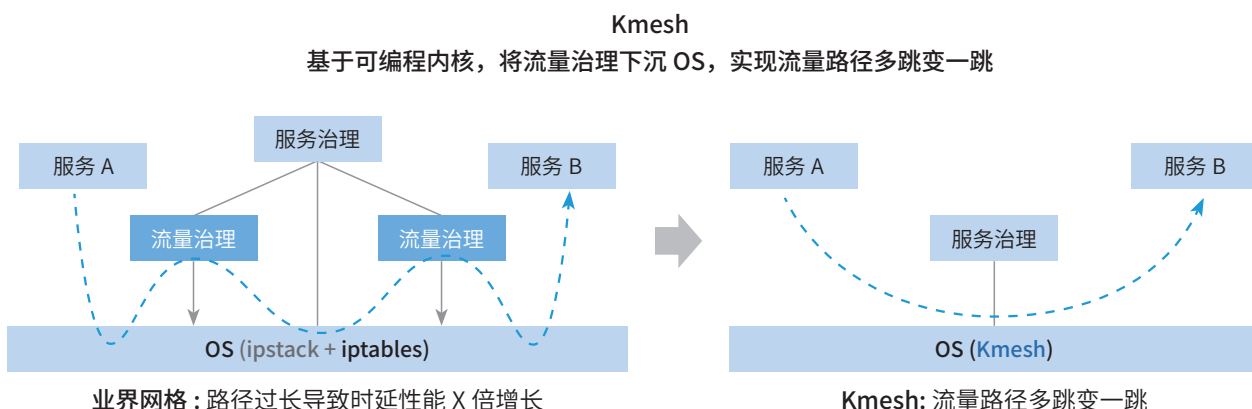 Kmesh
基于可编程内核，将流量治理下沉 OS，实现流量路径多跳变一跳
服务治理
服务 A
服务 B
流量治理
流量治理
OS (ipstack + iptables)
业界网格 : 路径过长导致时延性能 X 倍增长
服务 A
服务 B
服务治理
OS (Kmesh)
Kmesh: 流量路径多跳变一跳